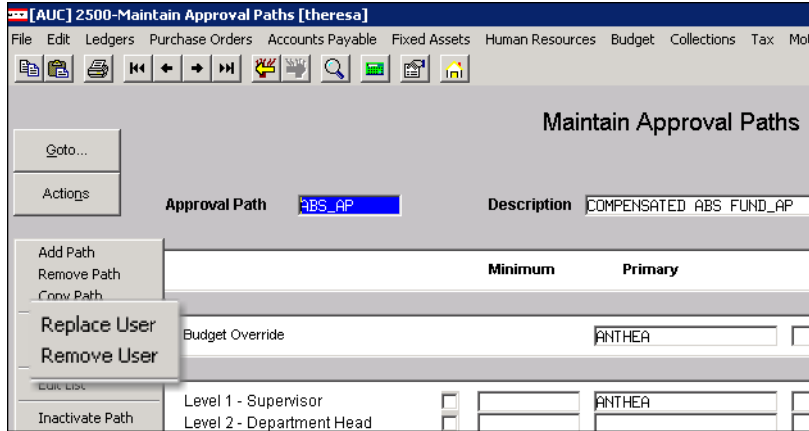 [AUC] 2500-Maintain Approval Paths [theresa]
File Edit Ledgers Purchase Orders Accounts Payable Fixed Assets Human Resources Budget Collections Tax
Maintain Approval Paths
Goto...
Actions
Approval Path ABS_AP Description COMPENSATED ABS FUND_AP
Add Path
Remove Path
Copy Path
Minimum Primary
Replace User
Remove User
Budget Override ANTHEA
Edit List
Level 1 - Supervisor ANTHEA
Inactivate Path
Level 2 - Department Head